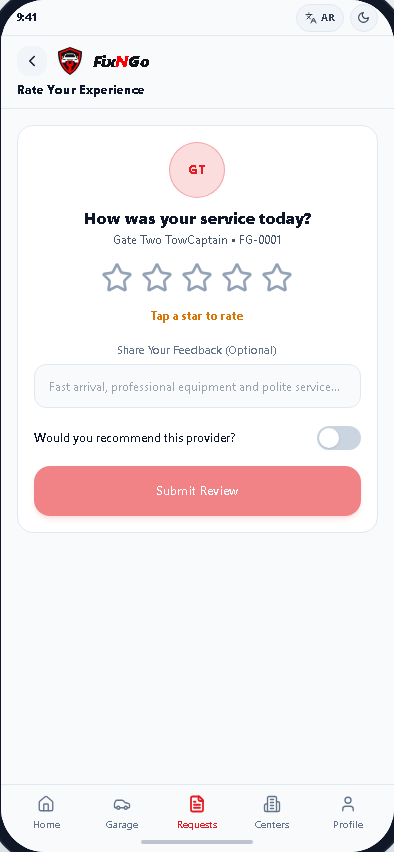 9:41
AR
FixNGo
Rate Your Experience
GT
How was your service today?
Gate Two TowCaptain • FG-0001
Tap a star to rate
Share Your Feedback (Optional)
Fast arrival, professional equipment and polite service...
Would you recommend this provider?
Submit Review
Home
Garage
Requests
Centers
Profile